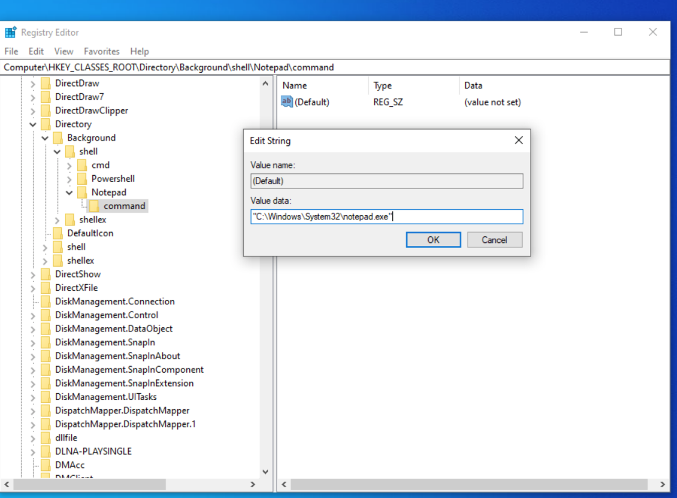 Registry Editor
File Edit View Favorites Help
Computer\HKEY_CLASSES_ROOT\Directory\Background\shell\Notepad\command
DirectDraw
DirectDraw7
DirectDrawClipper
Directory
Background
shell
cmd
Powershell
Notepad
command
shellex
DefaultIcon
shell
shellex
DirectShow
DirectXFile
DiskManagement.Connection
DiskManagement.Control
DiskManagement.DataObject
DiskManagement.SnapIn
DiskManagement.SnapInAbout
DiskManagement.SnapInComponent
DiskManagement.SnapInExtension
DiskManagement.UITasks
DispatchMapper.DispatchMapper
DispatchMapper.DispatchMapper.1
dllfile
DLNA-PLAYSINGLE
DMAcc
DMClient
Name Type Data
ab (Default) REG_SZ (value not set)
Edit String
Value name:
(Default)
Value data:
"C:\Windows\System32\notepad.exe"
OK Cancel